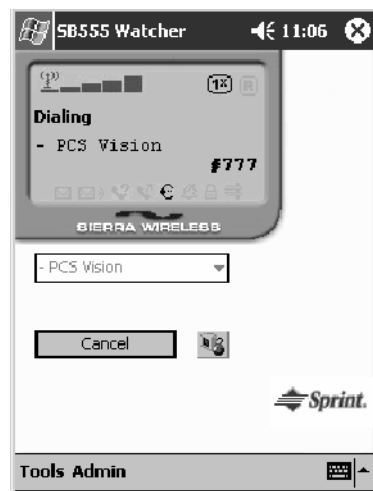 SB555 Watcher 11:06
1X R
Dialing
- PCS Vision
#777
SIERRA WIRELESS
- PCS Vision
Cancel
Sprint.
Tools Admin